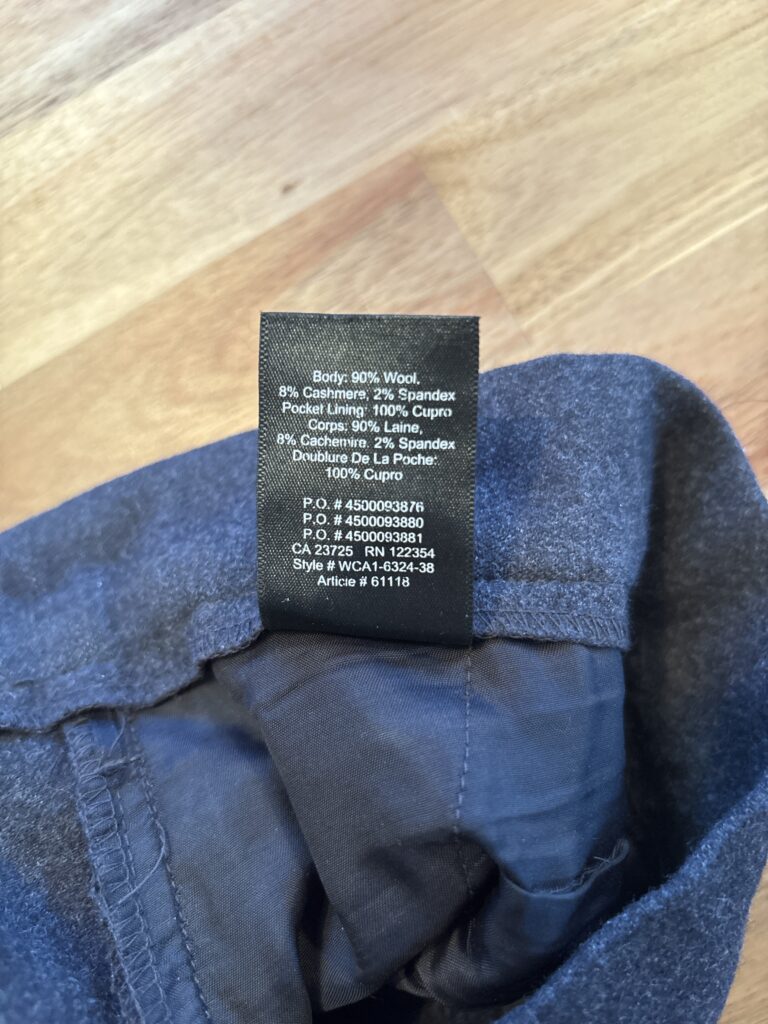 Body: 90% Wool,
8% Cashmere, 2% Spandex
Pocket Lining: 100% Cupro
Corps: 90% Laine,
8% Cachemire, 2% Spandex
Doublure De La Poche:
100% Cupro
P.O. # 4500093876
P.O. # 4500093880
P.O. # 4500093881
CA 23725 RN 122354
Style # WCA1-6324-38
Article # 61118